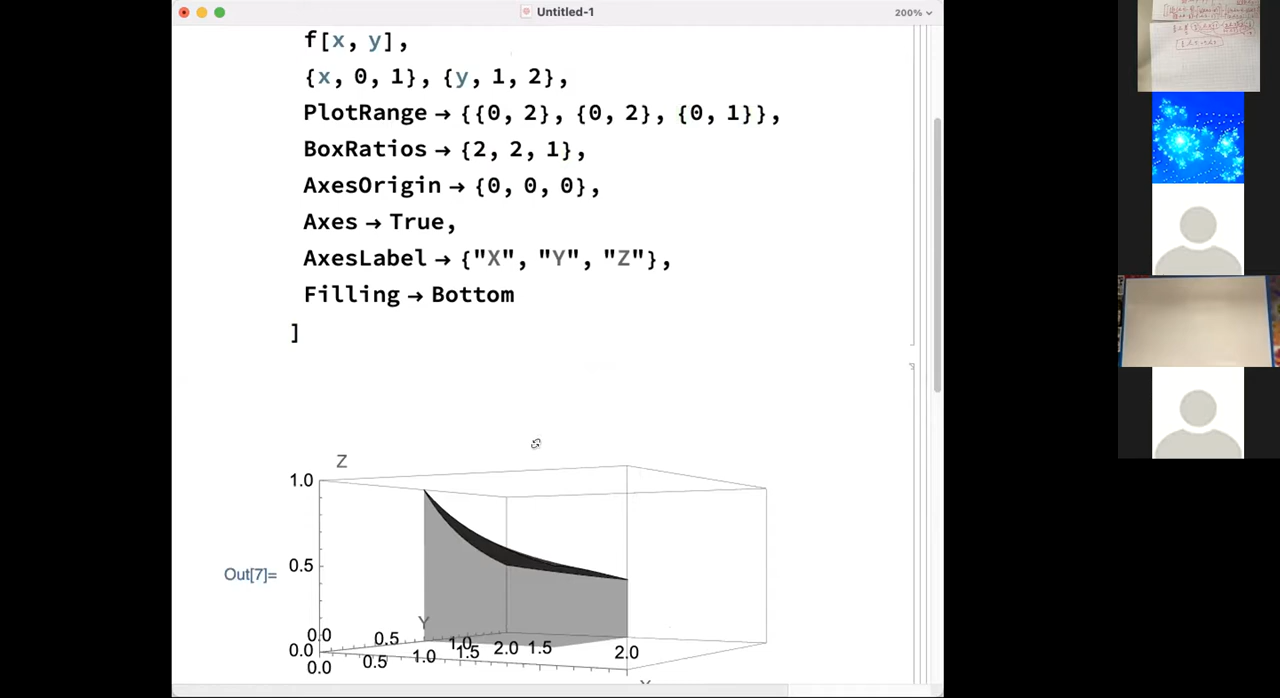 Untitled-1
200%
f[x, y],
{x, 0, 1}, {y, 1, 2},
PlotRange → {{0, 2}, {0, 2}, {0, 1}},
BoxRatios → {2, 2, 1},
AxesOrigin → {0, 0, 0},
Axes → True,
AxesLabel → {"X", "Y", "Z"},
Filling → Bottom
]
Z
1.0
Out[7]=
0.5
Y
0.0 0.5 1.0 2.0 1.5 2.0
0.0 0.0 0.5 1.0 1.5